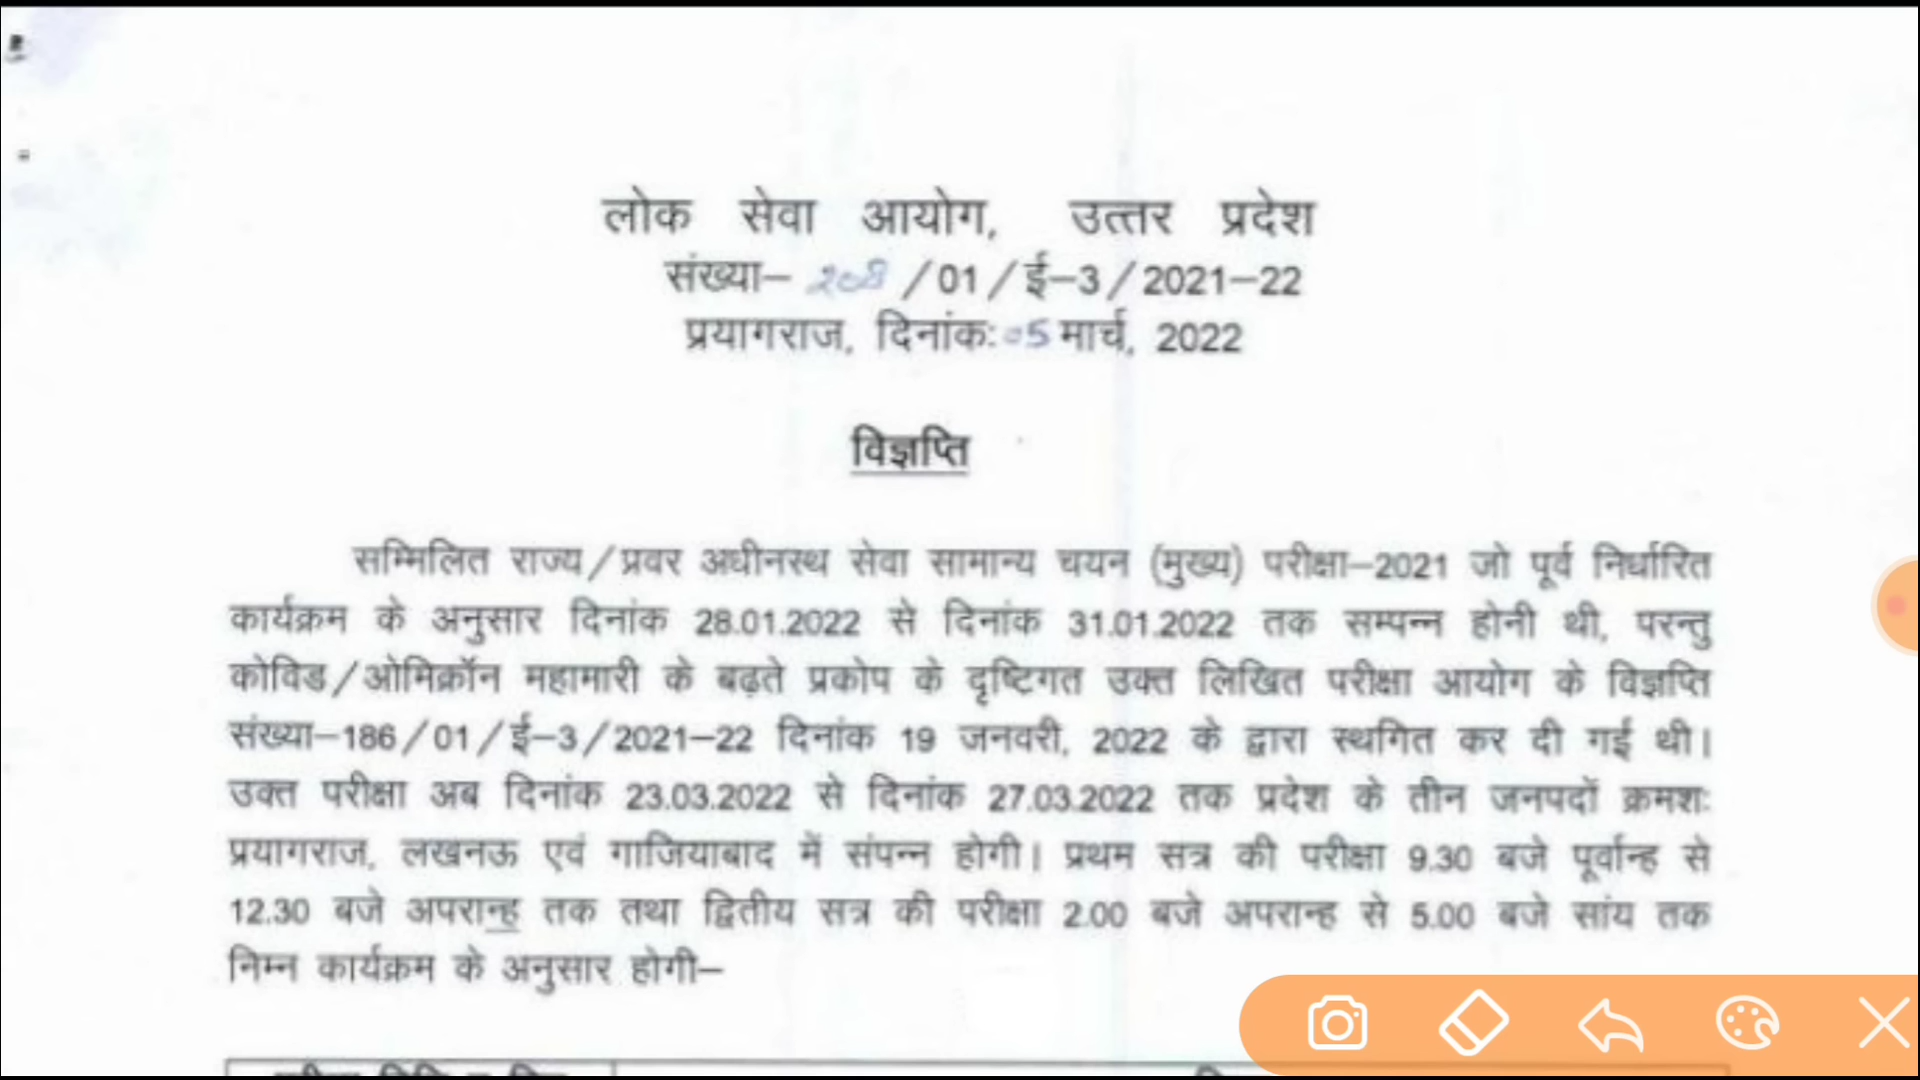 लोक सेवा आयोग, उत्तर प्रदेश
संख्या– 208 /01/ई–3/2021–22
प्रयागराज, दिनांक: 05 मार्च, 2022
विज्ञप्ति
सम्मिलित राज्य/प्रवर अधीनस्थ सेवा सामान्य चयन (मुख्य) परीक्षा–2021 जो पूर्व निर्धारित
कार्यक्रम के अनुसार दिनांक 28.01.2022 से दिनांक 31.01.2022 तक सम्पन्न होनी थी, परन्तु
कोविड/ओमिक्रॉन महामारी के बढ़ते प्रकोप के दृष्टिगत उक्त लिखित परीक्षा आयोग के विज्ञप्ति
संख्या–186/01/ई–3/2021–22 दिनांक 19 जनवरी, 2022 के द्वारा स्थगित कर दी गई थी।
उक्त परीक्षा अब दिनांक 23.03.2022 से दिनांक 27.03.2022 तक प्रदेश के तीन जनपदों क्रमशः
प्रयागराज, लखनऊ एवं गाजियाबाद में संपन्न होगी। प्रथम सत्र की परीक्षा 9.30 बजे पूर्वान्ह से
12.30 बजे अपरान्ह तक तथा द्वितीय सत्र की परीक्षा 2.00 बजे अपरान्ह से 5.00 बजे सांय तक
निम्न कार्यक्रम के अनुसार होगी–